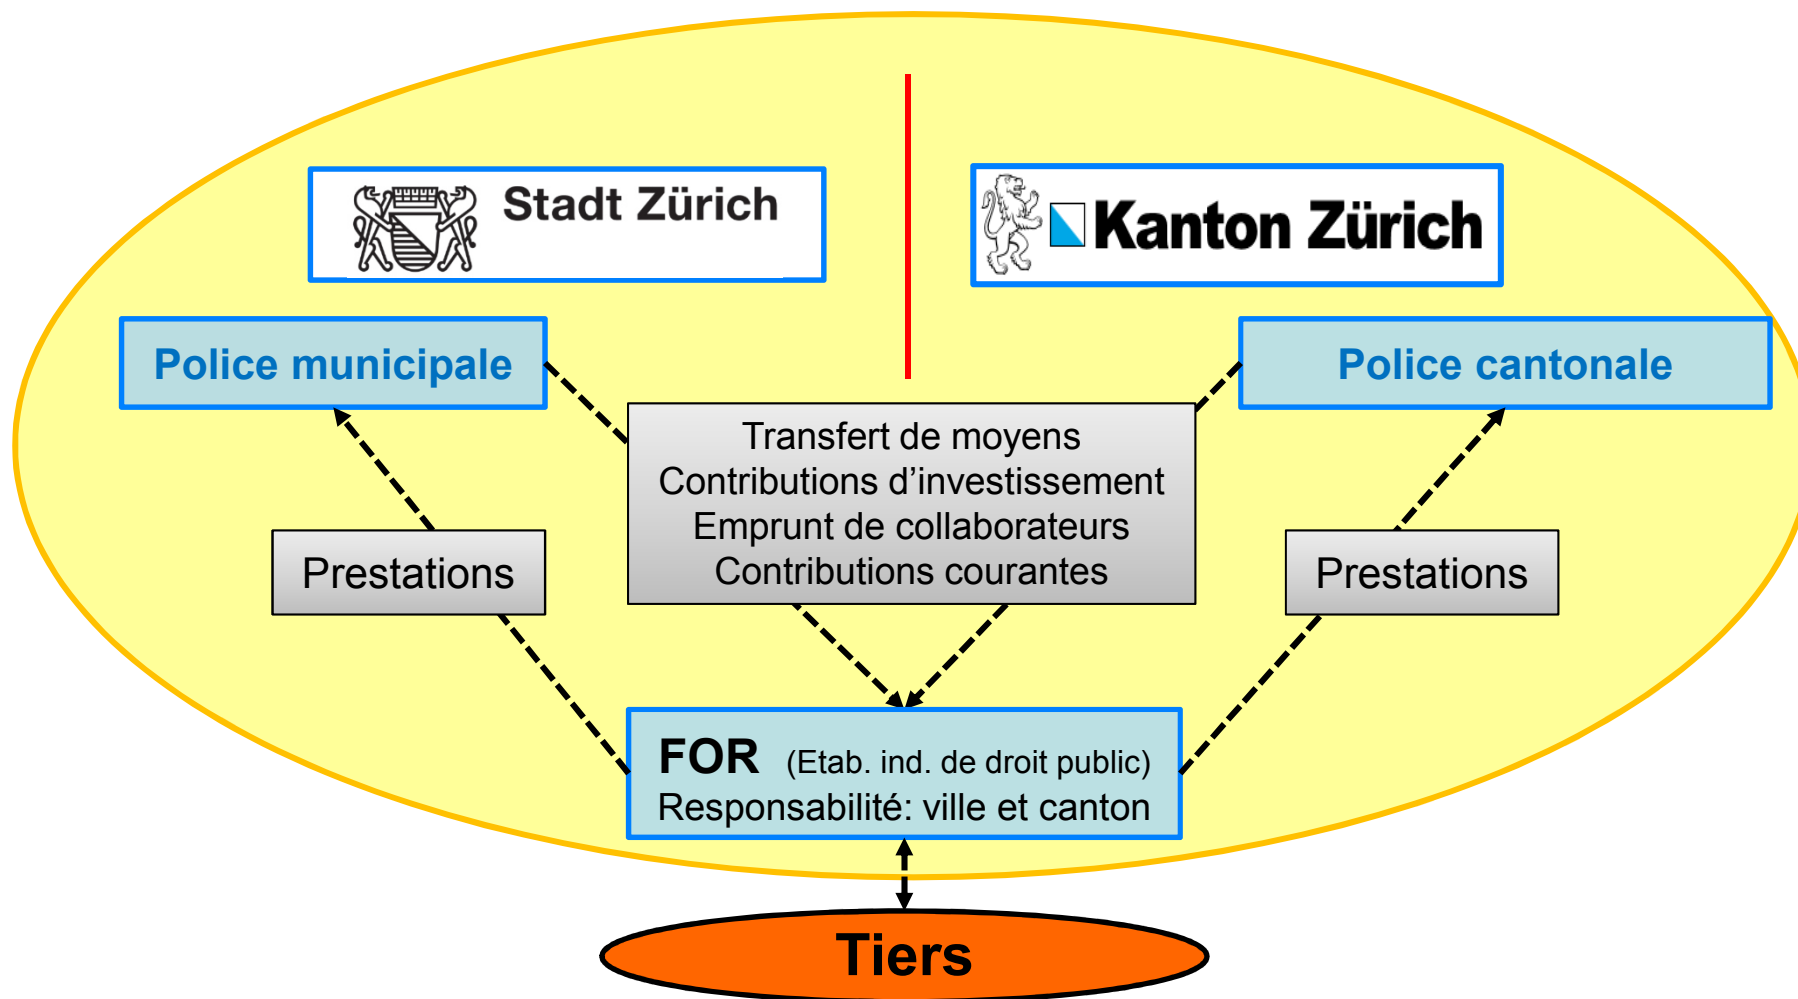 Stadt Zürich
Kanton Zürich
Police municipale
Police cantonale
Transfert de moyens
Contributions d’investissement
Emprunt de collaborateurs
Contributions courantes
Prestations
Prestations
FOR (Etab. ind. de droit public)
Responsabilité: ville et canton
Tiers